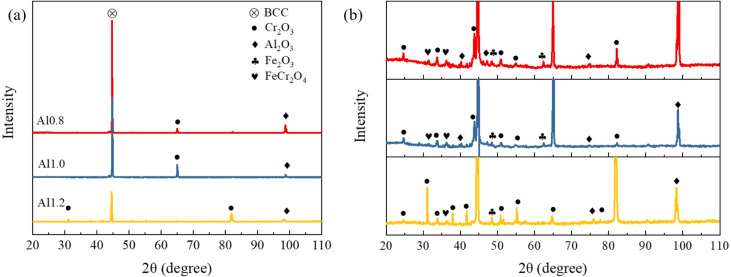 (a)
BCC
Cr₂O₃
Al₂O₃
Fe₂O₃
FeCr₂O₄
Intensity
Al0.8
Al1.0
Al1.2
20 30 40 50 60 70 80 90 100 110
2θ (degree)
(b)
Intensity
20 30 40 50 60 70 80 90 100 110
2θ (degree)